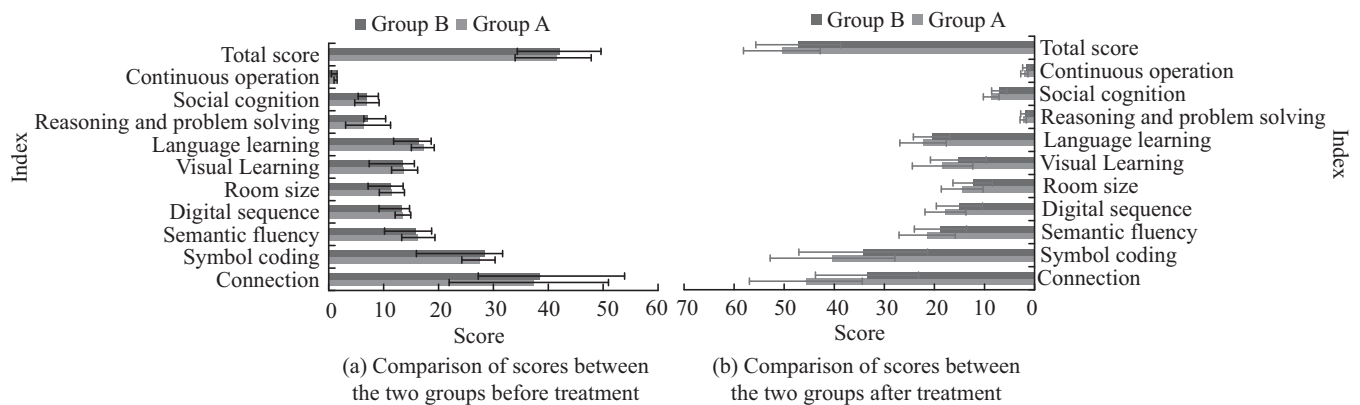 Group B Group A
Total score
Continuous operation
Social cognition
Reasoning and problem solving
Language learning
Visual Learning
Room size
Digital sequence
Semantic fluency
Symbol coding
Connection
Index
0 10 20 30 40 50 60
Score
(a) Comparison of scores between
the two groups before treatment
Group B Group A
Total score
Continuous operation
Social cognition
Reasoning and problem solving
Language learning
Visual Learning
Room size
Digital sequence
Semantic fluency
Symbol coding
Connection
Index
70 60 50 40 30 20 10 0
Score
(b) Comparison of scores between
the two groups after treatment